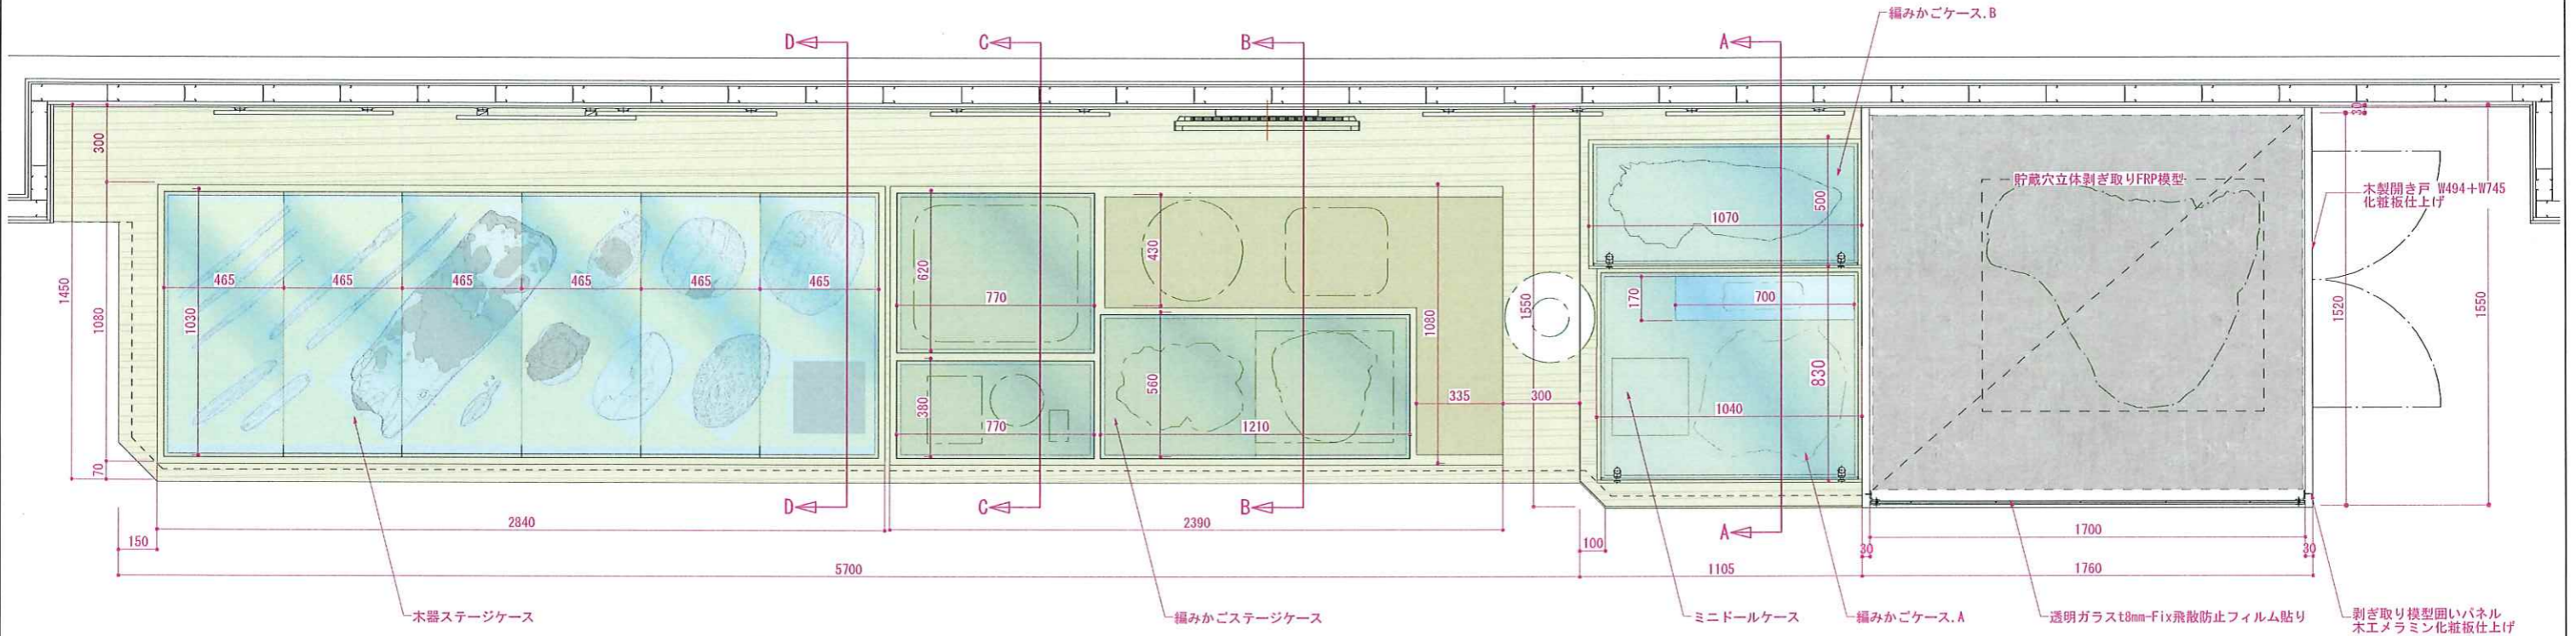 編みかごケース.B
D
C
B
A
300
1450
1080
70
1030
465
465
465
465
465
465
620
770
380
770
430
560
1210
1080
335
300
1550
1070
500
170
700
1040
830
貯蔵穴立体剥ぎ取りFRP模型
30
木製開き戸 W494+W745
化粧板仕上げ
1520
1550
D
C
B
A
2840
2390
150
100
1700
30
30
5700
1105
1760
木器ステージケース
編みかごステージケース
ミニドールケース
編みかごケース.A
透明ガラスt8mm-Fix飛散防止フィルム貼り
剥ぎ取り模型囲いパネル
木工メラミン化粧板仕上げ